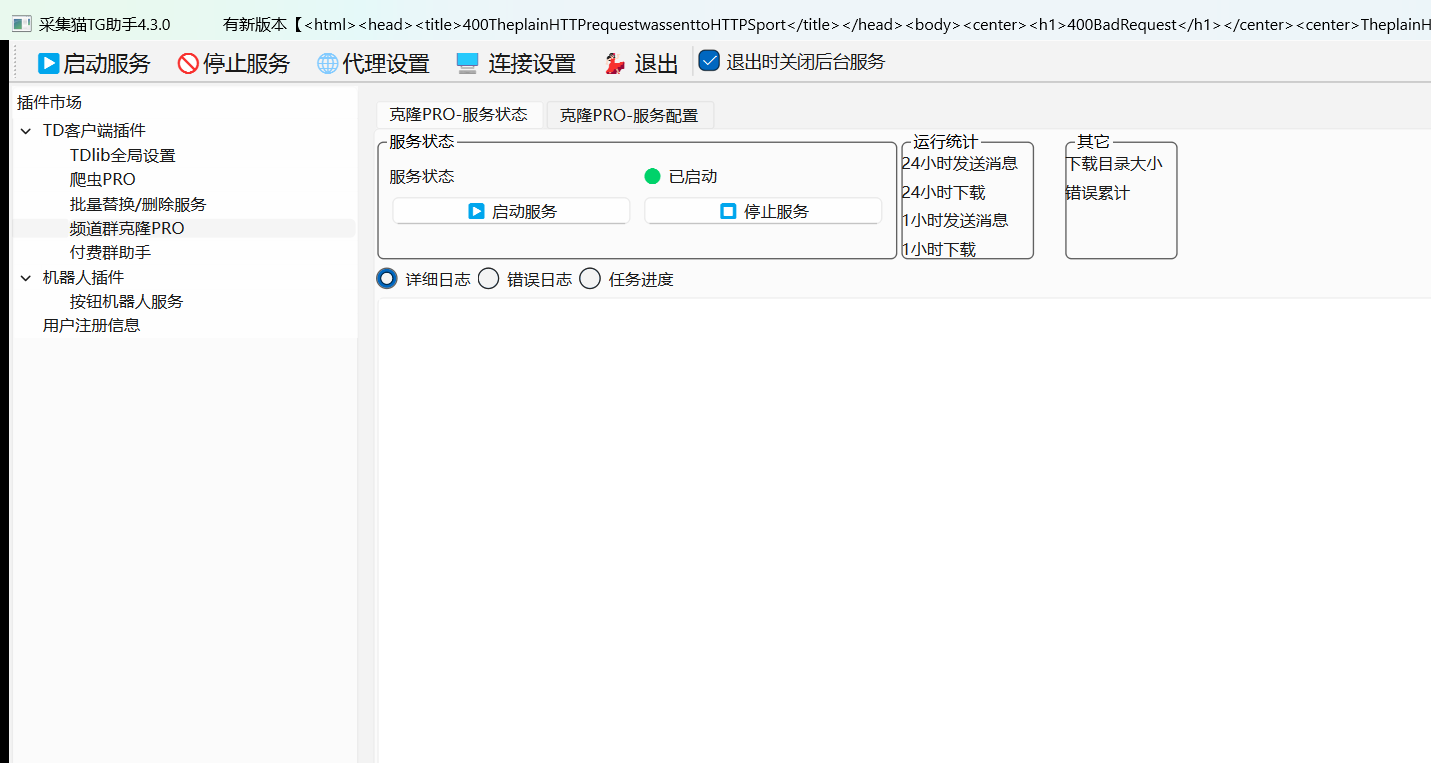 采集猫TG助手4.3.0 有新版本【<html><head><title>400TheplainHTTPrequestwassenttoHTTPSport</title></head><body><center><h1>400BadRequest</h1></center><center>TheplainH
启动服务 停止服务 代理设置 连接设置 退出 退出时关闭后台服务
插件市场
TD客户端插件
TDlib全局设置
爬虫PRO
批量替换/删除服务
频道群克隆PRO
付费群助手
机器人插件
按钮机器人服务
用户注册信息
克隆PRO-服务状态 克隆PRO-服务配置
服务状态
服务状态 已启动
启动服务 停止服务
运行统计
24小时发送消息
24小时下载
1小时发送消息
1小时下载
其它
下载目录大小
错误累计
详细日志 错误日志 任务进度